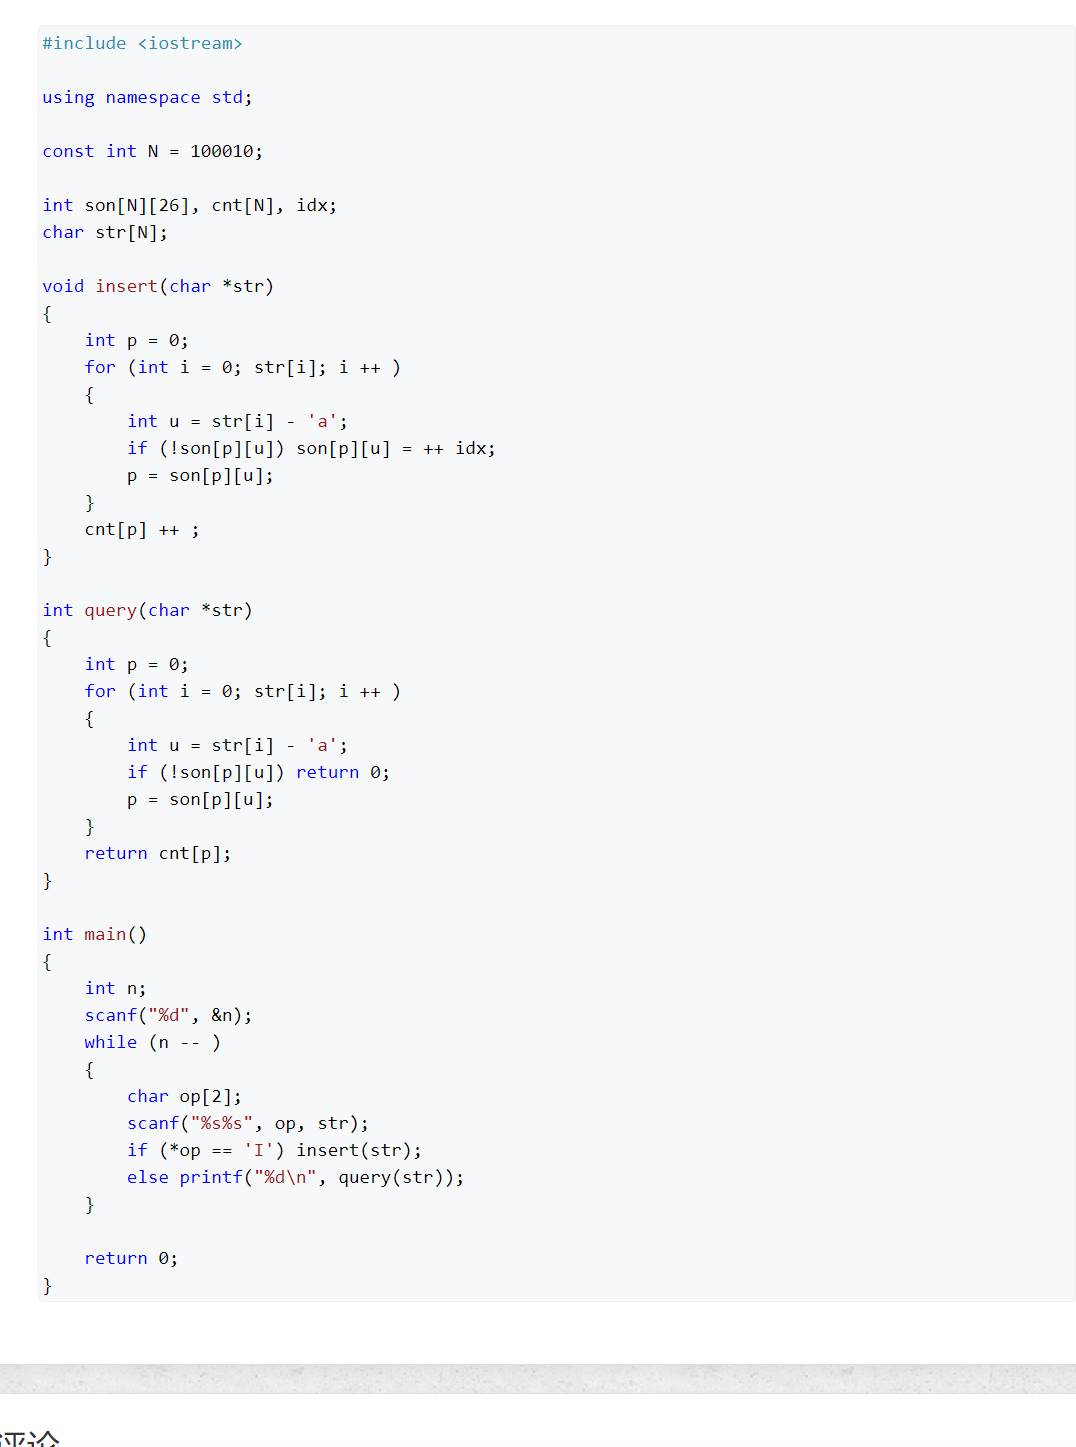 #include <iostream>
using namespace std;
const int N = 100010;
int son[N][26], cnt[N], idx;
char str[N];
void insert(char *str)
{
    int p = 0;
    for (int i = 0; str[i]; i ++ )
    {
        int u = str[i] - 'a';
        if (!son[p][u]) son[p][u] = ++ idx;
        p = son[p][u];
    }
    cnt[p] ++ ;
}
int query(char *str)
{
    int p = 0;
    for (int i = 0; str[i]; i ++ )
    {
        int u = str[i] - 'a';
        if (!son[p][u]) return 0;
        p = son[p][u];
    }
    return cnt[p];
}
int main()
{
    int n;
    scanf("%d", &n);
    while (n -- )
    {
        char op[2];
        scanf("%s%s", op, str);
        if (*op == 'I') insert(str);
        else printf("%d\n", query(str));
    }
    return 0;
}
评论